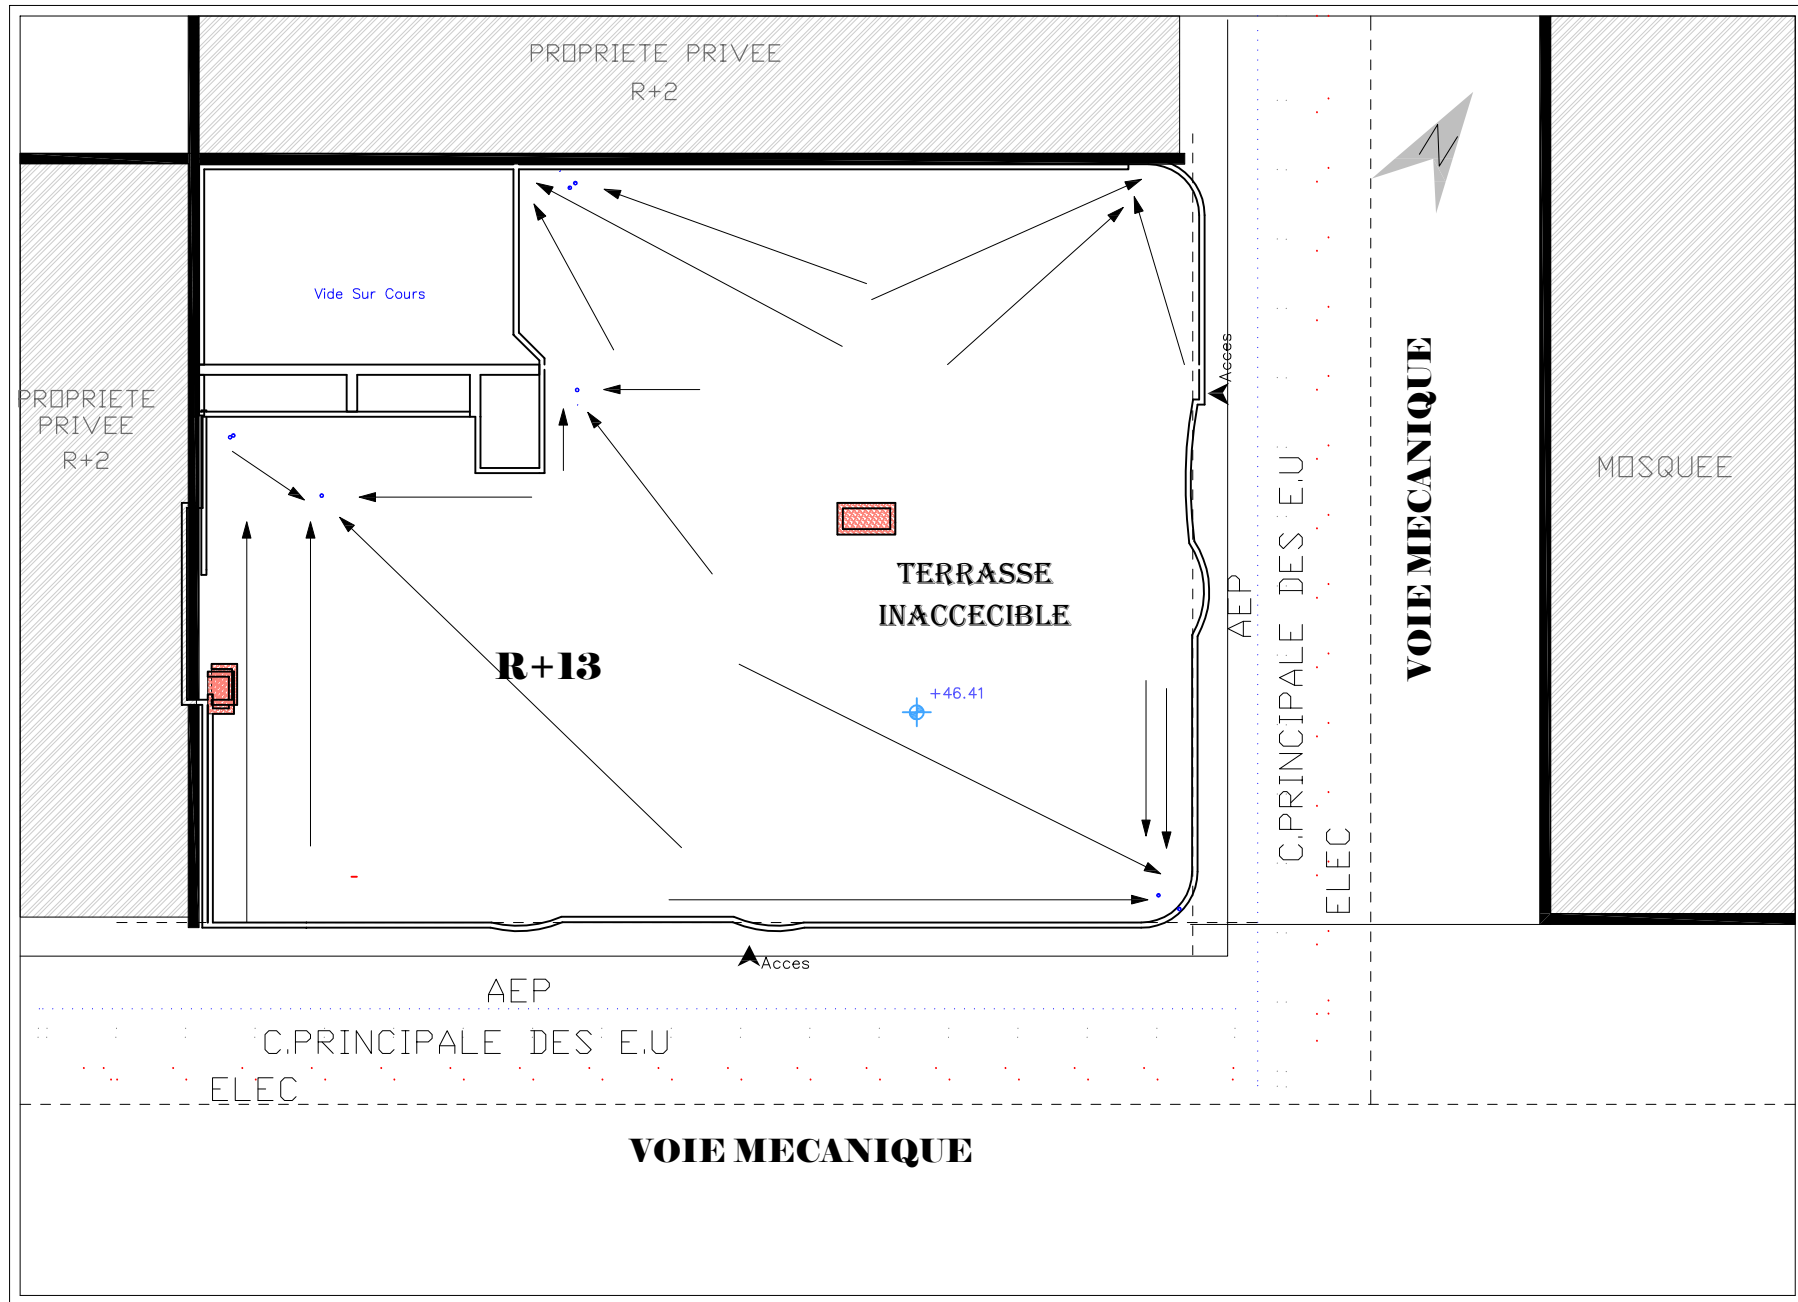 PROPRIETE PRIVEE
R+2
N
Vide Sur Cours
Acces
PROPRIETE
PRIVEE
R+2
MOSQUEE
VOIE MECANIQUE
C.PRINCIPALE DES E.U
AEP
ELEC
TERRASSE
INACCECIBLE
R+13
+46.41
Acces
AEP
C.PRINCIPALE DES E.U
ELEC
VOIE MECANIQUE